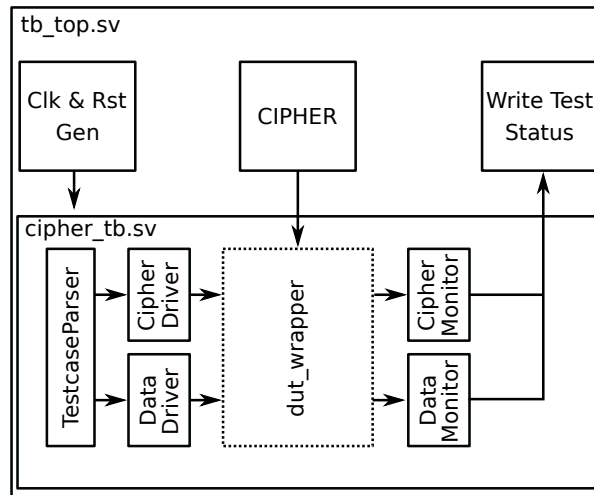 tb_top.sv
Clk & Rst
Gen
CIPHER
Write Test
Status
cipher_tb.sv
TestcaseParser
Cipher
Driver
Data
Driver
dut_wrapper
Cipher
Monitor
Data
Monitor